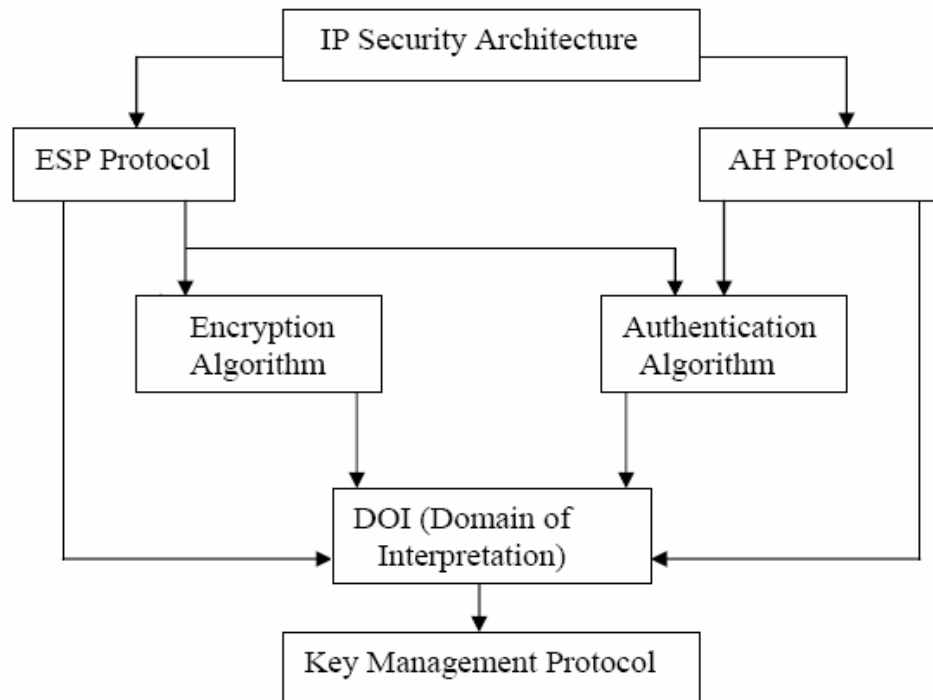 IP Security Architecture
ESP Protocol
AH Protocol
Encryption
Algorithm
Authentication
Algorithm
DOI (Domain of
Interpretation)
Key Management Protocol